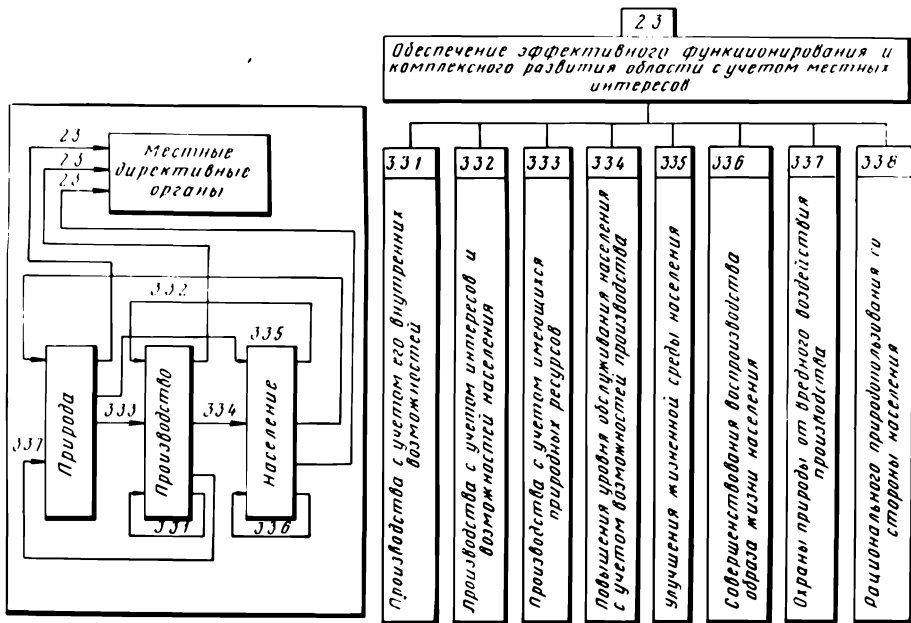 23
Обеспечение эффективного функционирования и
комплексного развития области с учетом местных
интересов
23
23
23
Местные
директивные
органы
332
335
333
334
337
331
336
Природа
Производство
Население
331
Производства с учетом его внутренних
возможностей
332
Производства с учетом интересов и
возможностей населения
333
Производства с учетом имеющихся
природных ресурсов
334
Повышения уровня обслуживания населения
с учетом возможностей производства
335
Улучшения жизненной среды населения
336
Совершенствования воспроизводства
образа жизни населения
337
Охраны природы от вредного воздействия
производства
338
Рационального природопользования со
стороны населения